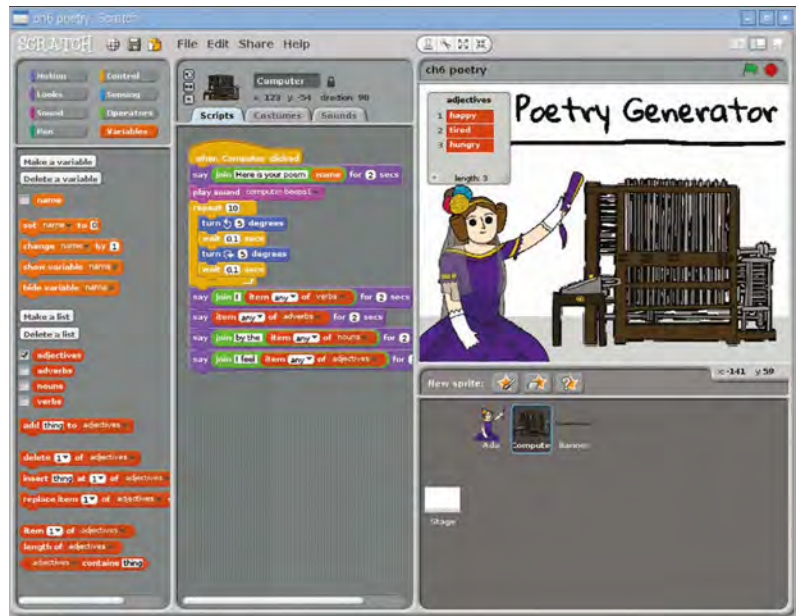 ch6 poetry, Scratch
SCRATCH File Edit Share Help
Motion Control
Looks Sensing
Sound Operators
Pen Variables
Make a variable
Delete a variable
name
set name to 0
change name by 1
show variable name
hide variable name
Make a list
Delete a list
adjectives
adverbs
nouns
verbs
add thing to adjectives
delete 1 of adjectives
insert thing at 1 of adjectives
replace item 1 of adjectives
item 1 of adjectives
length of adjectives
adjectives contains thing
Computer
x: 123 y: -54 direction: 90
Scripts Costumes Sounds
when Computer clicked
say join Here is your poem name for 2 secs
play sound computer beeps1
repeat 10
turn 5 degrees
wait 0.1 secs
turn 5 degrees
wait 0.1 secs
say join I item any of verbs for 2 secs
say item any of adverbs for 2 secs
say join by the item any of nouns for 2
say join I feel item any of adjectives for
ch6 poetry
adjectives
1 happy
2 tired
3 hungry
+ length: 3
Poetry Generator
x: -141 y: 59
New sprite:
Ada Compute Banner
Stage